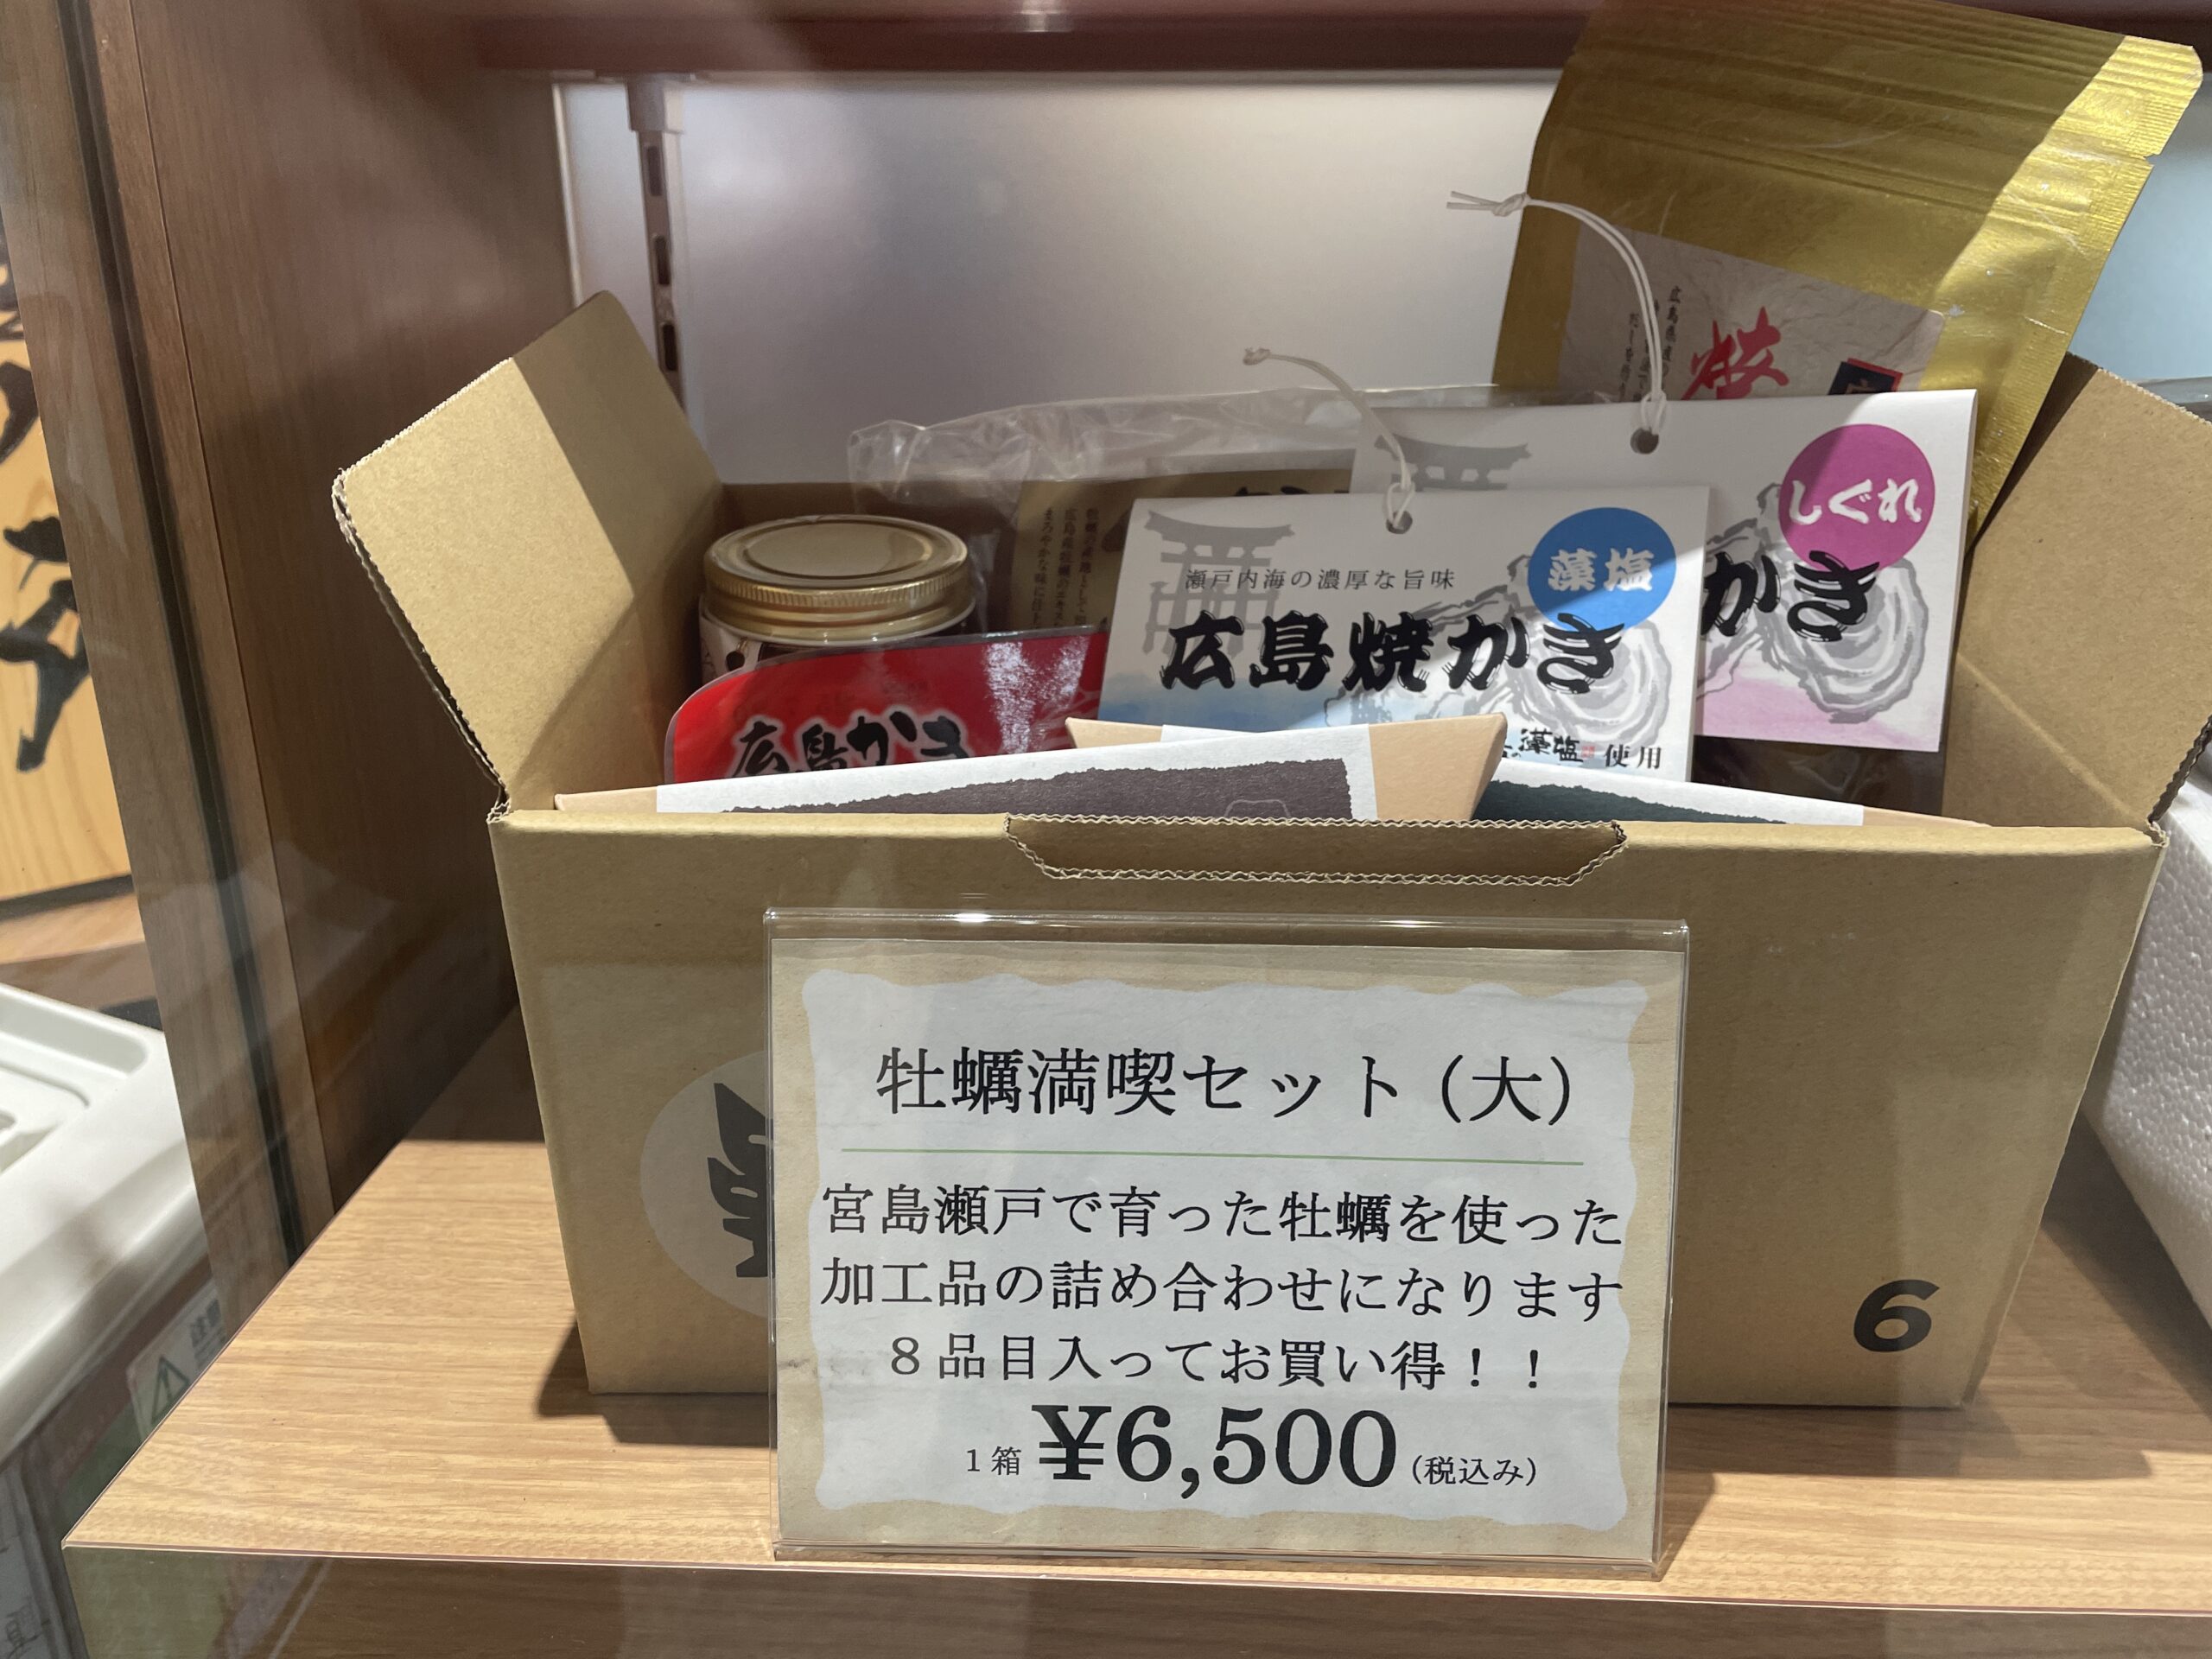 焼
しぐれ
かき
藻塩
瀬戸内海の濃厚な旨味
広島焼かき
藻塩使用
広島かき
牡蠣満喫セット(大)
宮島瀬戸で育った牡蠣を使った
加工品の詰め合わせになります
8品目入ってお買い得！！
1箱 ¥6,500 (税込み)
6
注意